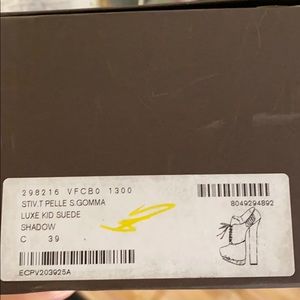 298216 VFCB0 1300
STIV.T PELLE S.GOMMA
LUXE KID SUEDE
SHADOW
C 39
8049294892
ECPV203925A